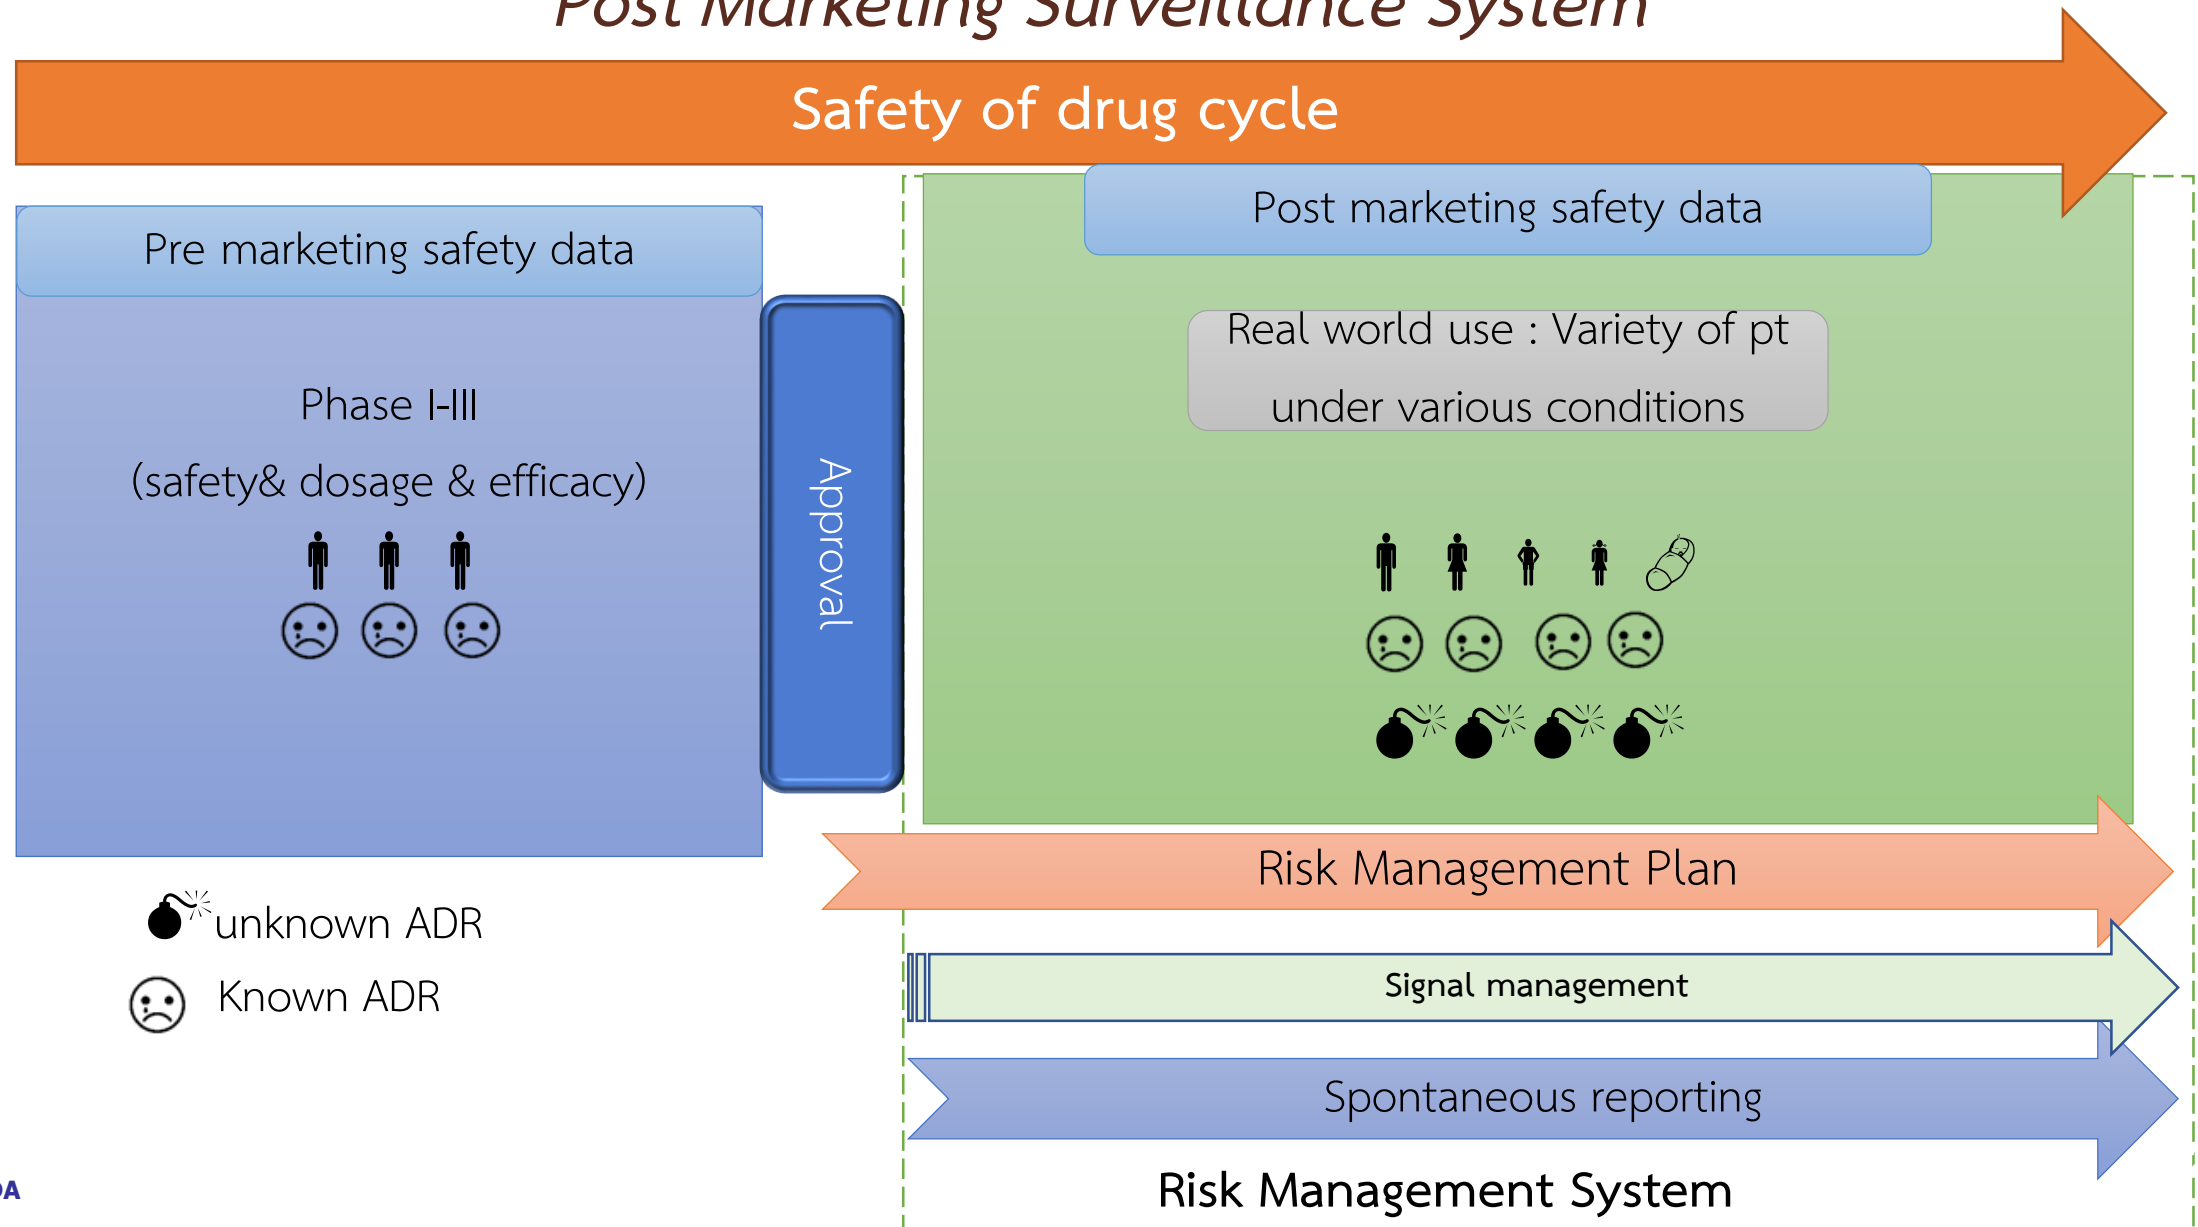 Post Marketing Surveillance System
Safety of drug cycle
Pre marketing safety data
Phase I-III
(safety& dosage & efficacy)
Approval
Post marketing safety data
Real world use : Variety of pt
under various conditions
unknown ADR
Known ADR
Risk Management Plan
Signal management
Spontaneous reporting
Risk Management System